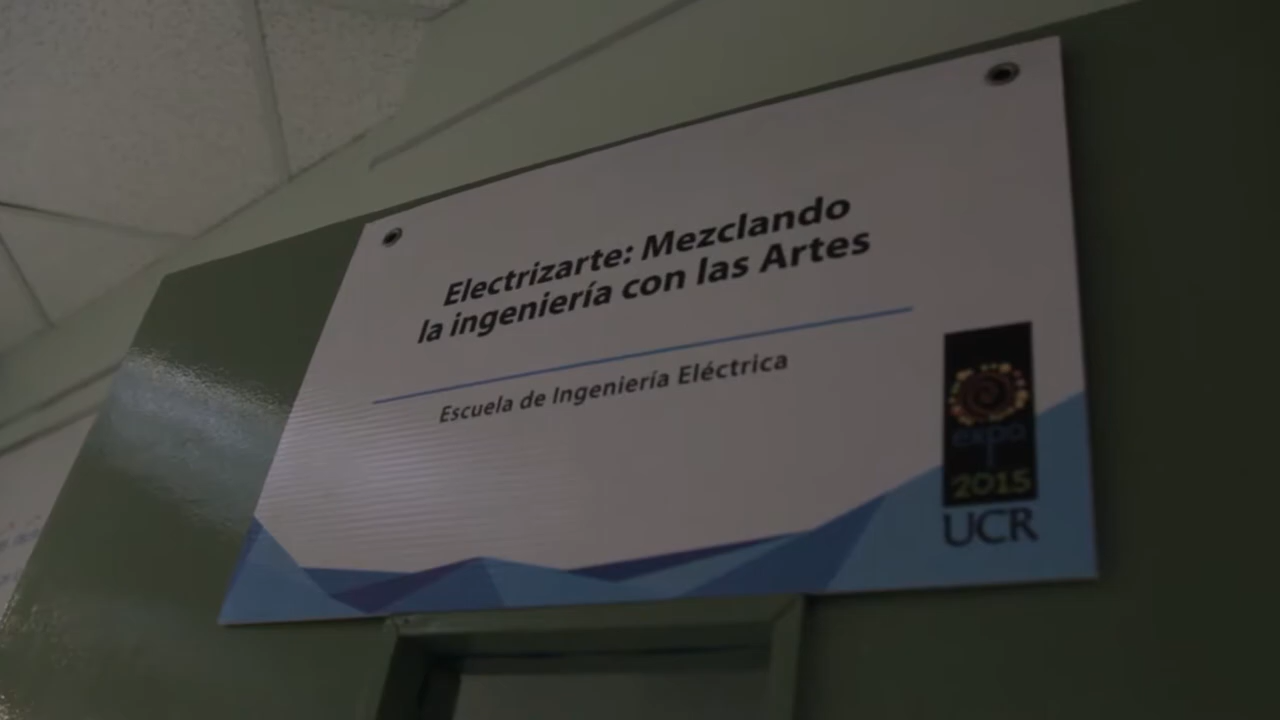 Electrizarte: Mezclando
la ingeniería con las Artes
Escuela de Ingeniería Eléctrica
expo
2015
UCR